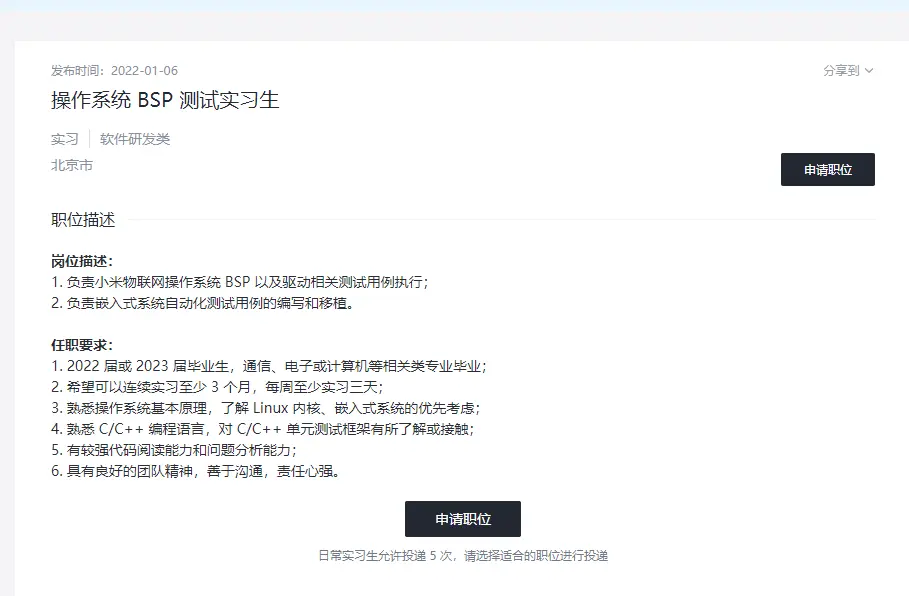 发布时间：2022-01-06
分享到
操作系统 BSP 测试实习生
实习 | 软件研发类
北京市
申请职位
职位描述
岗位描述：
1. 负责小米物联网操作系统 BSP 以及驱动相关测试用例执行；
2. 负责嵌入式系统自动化测试用例的编写和移植。
任职要求：
1. 2022 届或 2023 届毕业生，通信、电子或计算机等相关类专业毕业；
2. 希望可以连续实习至少 3 个月，每周至少实习三天；
3. 熟悉操作系统基本原理，了解 Linux 内核、嵌入式系统的优先考虑；
4. 熟悉 C/C++ 编程语言，对 C/C++ 单元测试框架有所了解或接触；
5. 有较强代码阅读能力和问题分析能力；
6. 具有良好的团队精神，善于沟通，责任心强。
申请职位
日常实习生允许投递 5 次，请选择适合的职位进行投递